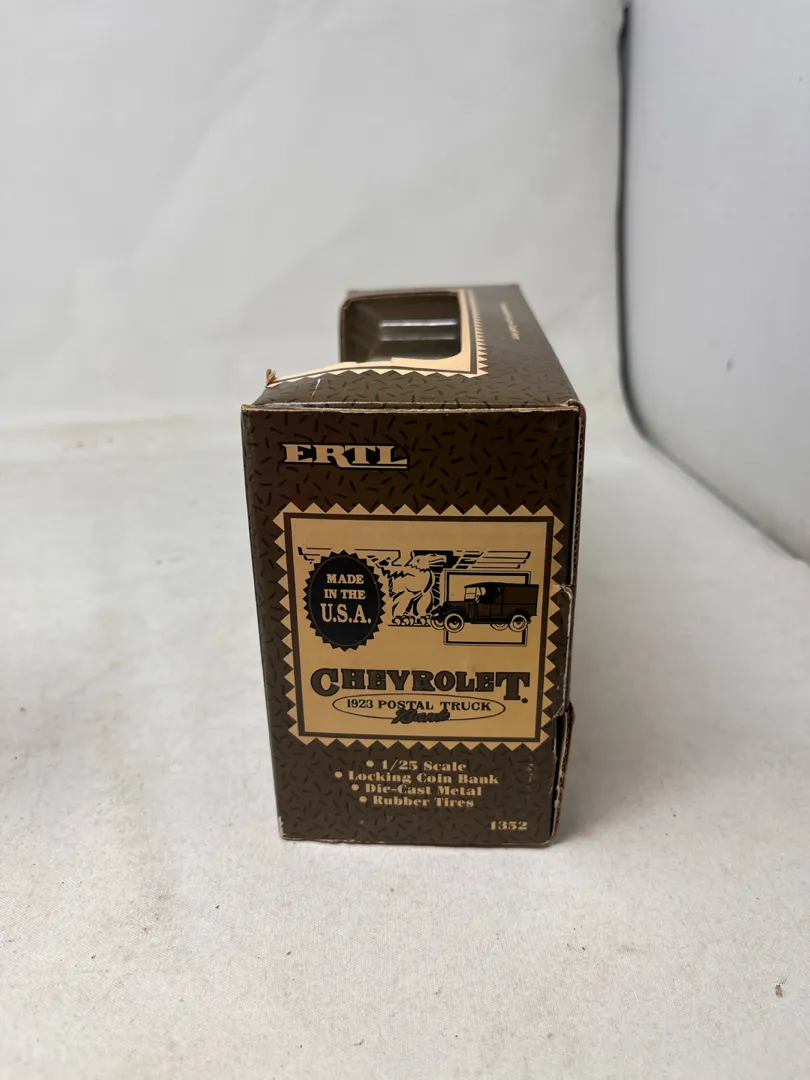 ERTL
MADE
IN THE
U.S.A.
CHEVROLET.
1923 POSTAL TRUCK
Bank
• 1/25 Scale
• Locking Coin Bank
• Die-Cast Metal
• Rubber Tires
1352